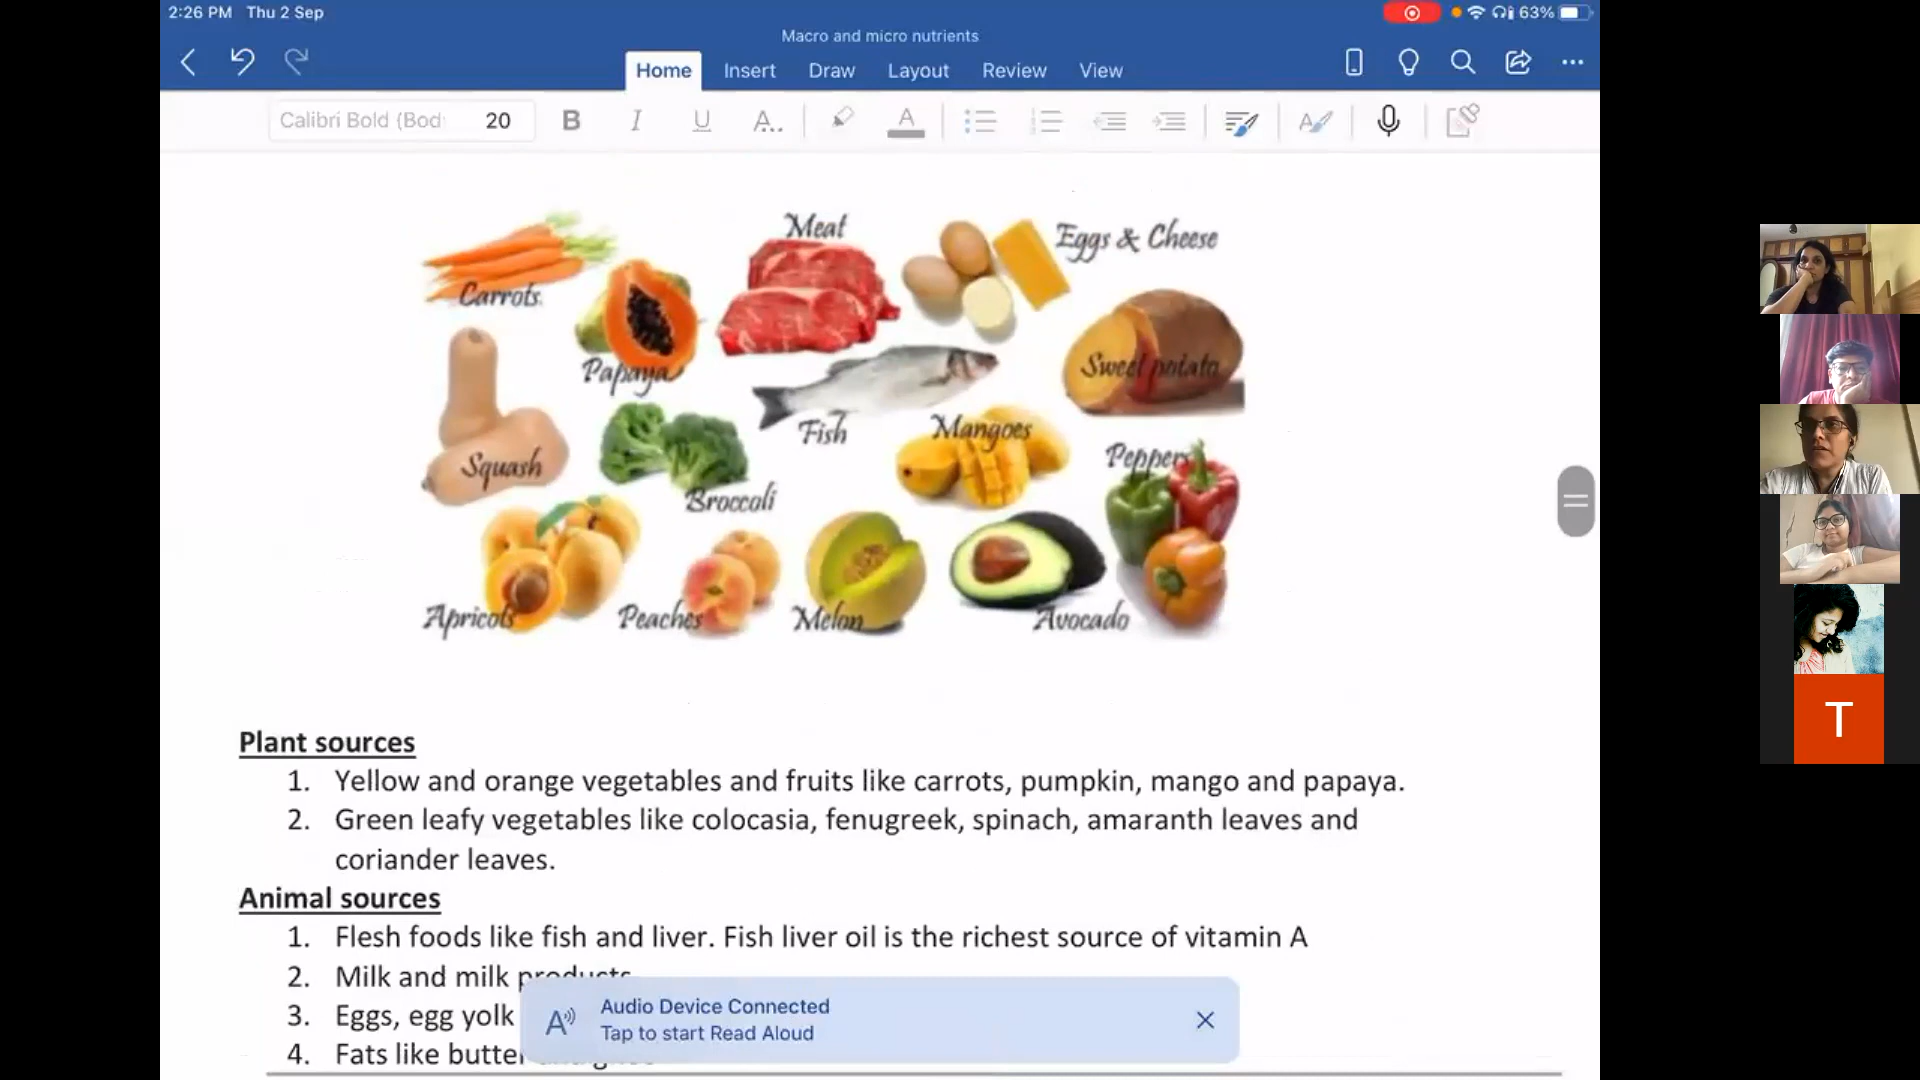 2:26 PM Thu 2 Sep
63%
Macro and micro nutrients
Home Insert Draw Layout Review View
Calibri Bold (Bod 20 B I U A..
A
Meat
Eggs & Cheese
Carrots
Papaya
Sweet potato
Fish
Mangoes
Squash
Peppers
Broccoli
Apricots Peaches Melon Avocado
Plant sources
1. Yellow and orange vegetables and fruits like carrots, pumpkin, mango and papaya.
2. Green leafy vegetables like colocasia, fenugreek, spinach, amaranth leaves and
coriander leaves.
Animal sources
1. Flesh foods like fish and liver. Fish liver oil is the richest source of vitamin A
2. Milk and milk products
3. Eggs, egg yolk
4. Fats like butter
Audio Device Connected
Tap to start Read Aloud
T